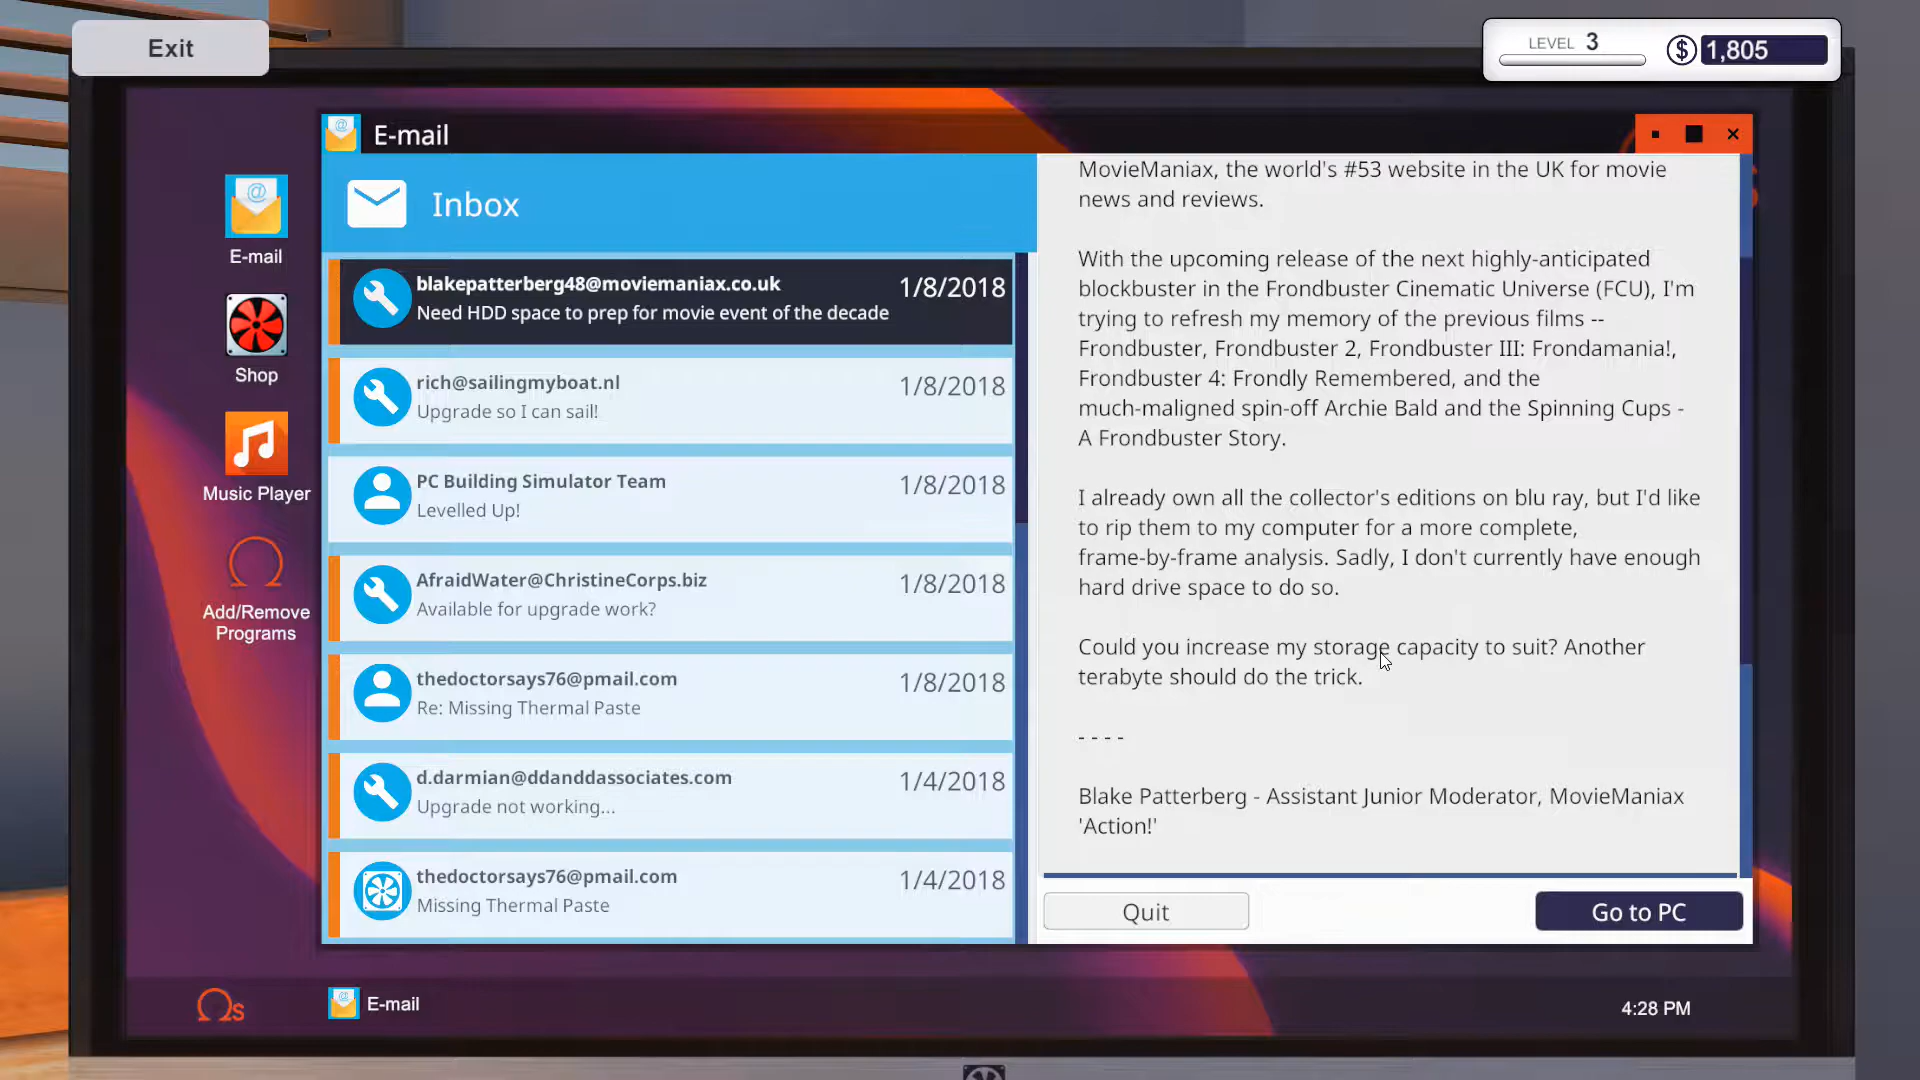 Exit
LEVEL 3
$ 1,805
E-mail
E-mail
Shop
Music Player
Add/Remove
Programs
Inbox
blakepatterberg48@moviemaniax.co.uk 1/8/2018
Need HDD space to prep for movie event of the decade
rich@sailingmyboat.nl 1/8/2018
Upgrade so I can sail!
PC Building Simulator Team 1/8/2018
Levelled Up!
AfraidWater@ChristineCorps.biz 1/8/2018
Available for upgrade work?
thedoctorsays76@pmail.com 1/8/2018
Re: Missing Thermal Paste
d.darmian@ddanddassociates.com 1/4/2018
Upgrade not working...
thedoctorsays76@pmail.com 1/4/2018
Missing Thermal Paste
MovieManiax, the world's #53 website in the UK for movie
news and reviews.
With the upcoming release of the next highly-anticipated
blockbuster in the Frondbuster Cinematic Universe (FCU), I'm
trying to refresh my memory of the previous films --
Frondbuster, Frondbuster 2, Frondbuster III: Frondamania!,
Frondbuster 4: Frondly Remembered, and the
much-maligned spin-off Archie Bald and the Spinning Cups -
A Frondbuster Story.
I already own all the collector's editions on blu ray, but I'd like
to rip them to my computer for a more complete,
frame-by-frame analysis. Sadly, I don't currently have enough
hard drive space to do so.
Could you increase my storage capacity to suit? Another
terabyte should do the trick.
- - - -
Blake Patterberg - Assistant Junior Moderator, MovieManiax
'Action!'
Quit
Go to PC
Ωs
E-mail
4:28 PM